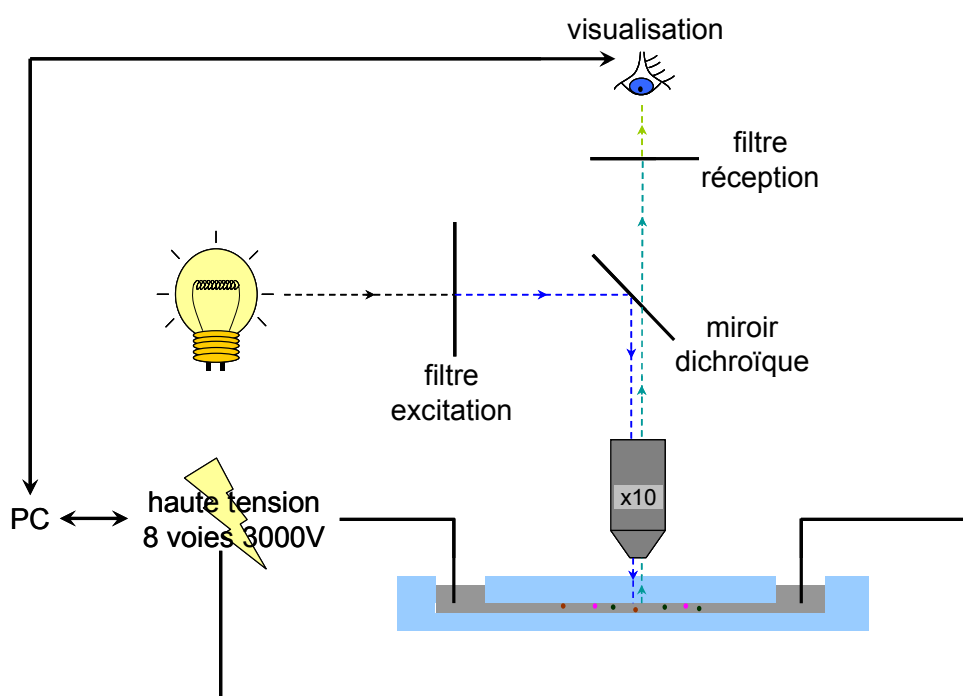 visualisation
filtre
réception
miroir
dichroïque
filtre
excitation
x10
PC
haute tension
8 voies 3000V